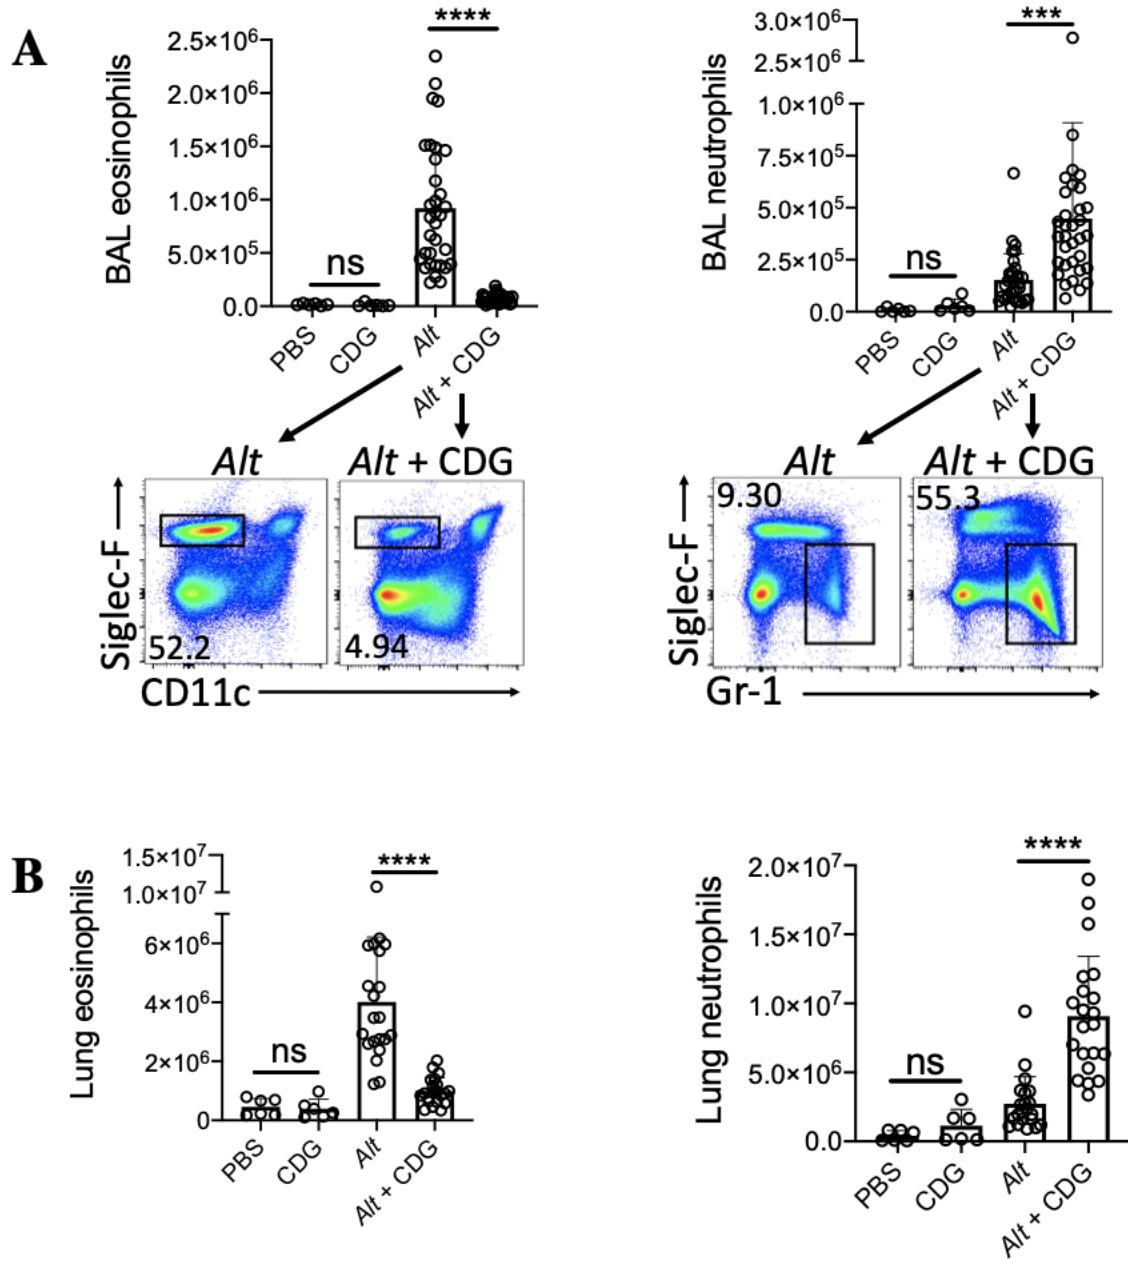 A
BAL eosinophils
2.5×10⁶
2.0×10⁶
1.5×10⁶
1.0×10⁶
5.0×10⁵
0.0
****
ns
PBS
CDG
Alt
Alt + CDG
BAL neutrophils
3.0×10⁶
2.5×10⁶
1.0×10⁶
7.5×10⁵
5.0×10⁵
2.5×10⁵
0.0
***
ns
PBS
CDG
Alt
Alt + CDG
Alt
Alt + CDG
Siglec-F
52.2
4.94
CD11c
Alt
Alt + CDG
Siglec-F
9.30
55.3
Gr-1
B
Lung eosinophils
1.5×10⁷
1.0×10⁷
6×10⁶
4×10⁶
2×10⁶
0
****
ns
PBS
CDG
Alt
Alt + CDG
Lung neutrophils
2.0×10⁷
1.5×10⁷
1.0×10⁷
5.0×10⁶
0.0
****
ns
PBS
CDG
Alt
Alt + CDG